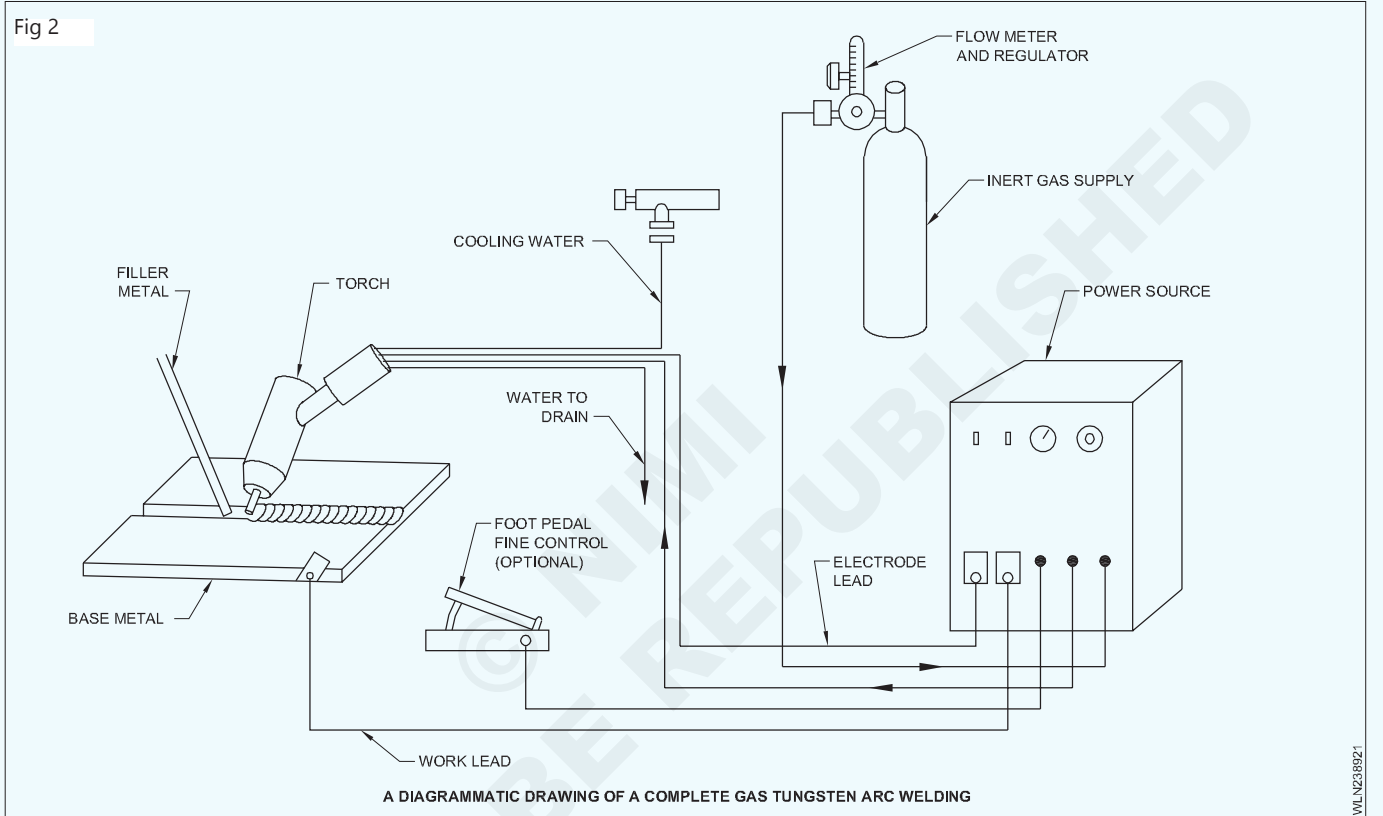 Fig 2
FLOW METER
AND REGULATOR
INERT GAS SUPPLY
COOLING WATER
FILLER
METAL
TORCH
POWER SOURCE
WATER TO
DRAIN
FOOT PEDAL
FINE CONTROL
(OPTIONAL)
ELECTRODE
LEAD
BASE METAL
WORK LEAD
A DIAGRAMMATIC DRAWING OF A COMPLETE GAS TUNGSTEN ARC WELDING
WLN238921
© NIMI
BE REPUBLISHED